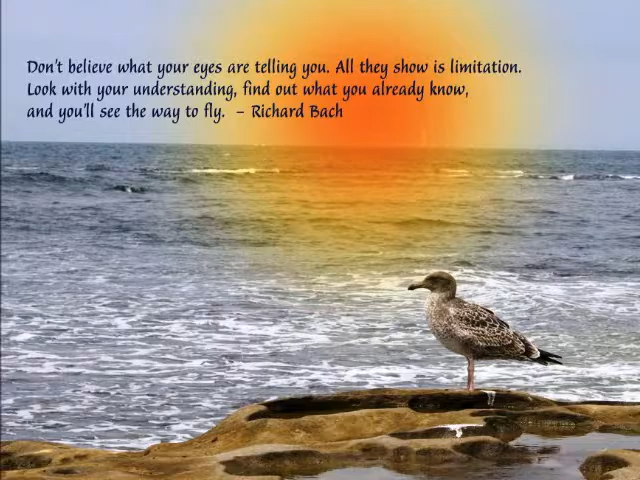 Don't believe what your eyes are telling you. All they show is limitation.
Look with your understanding, find out what you already know,
and you'll see the way to fly. – Richard Bach